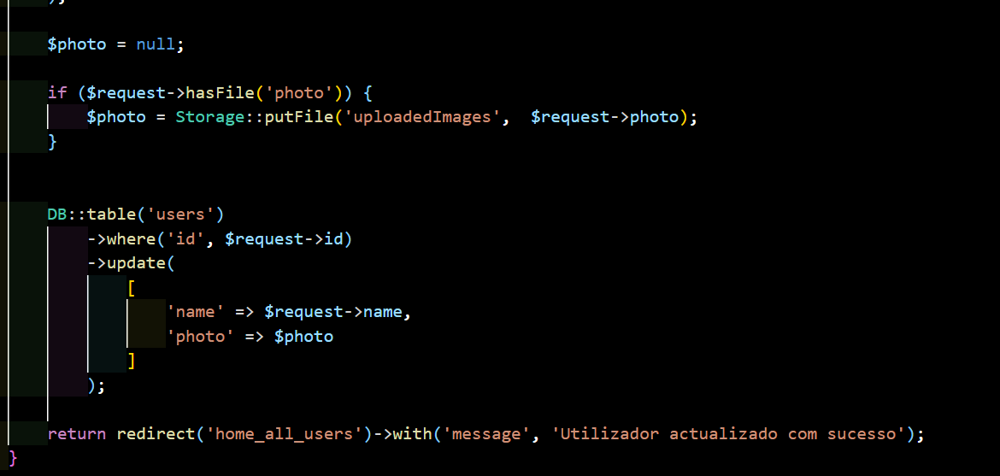 );
$photo = null;
if ($request->hasFile('photo')) {
$photo = Storage::putFile('uploadedImages',  $request->photo);
}
DB::table('users')
->where('id', $request->id)
->update(
[
'name' => $request->name,
'photo' => $photo
]
);
return redirect('home_all_users')->with('message', 'Utilizador actualizado com sucesso');
}